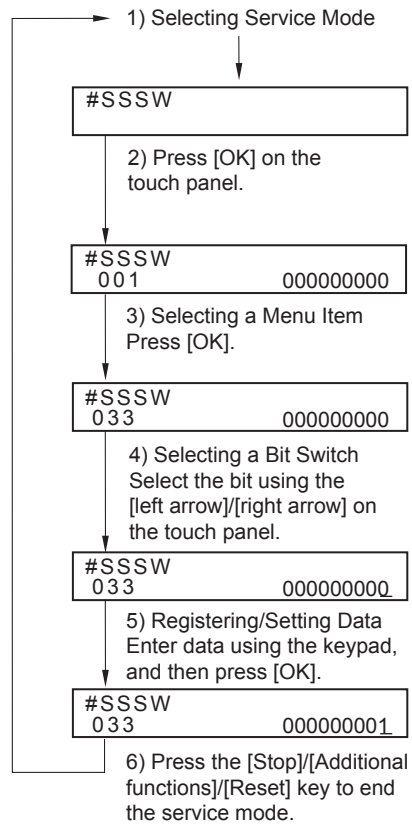 1) Selecting Service Mode
#SSSW
2) Press [OK] on the
touch panel.
#SSSW
001 000000000
3) Selecting a Menu Item
Press [OK].
#SSSW
033 000000000
4) Selecting a Bit Switch
Select the bit using the
[left arrow]/[right arrow] on
the touch panel.
#SSSW
033 000000000
5) Registering/Setting Data
Enter data using the keypad,
and then press [OK].
#SSSW
033 000000001
6) Press the [Stop]/[Additional
functions]/[Reset] key to end
the service mode.